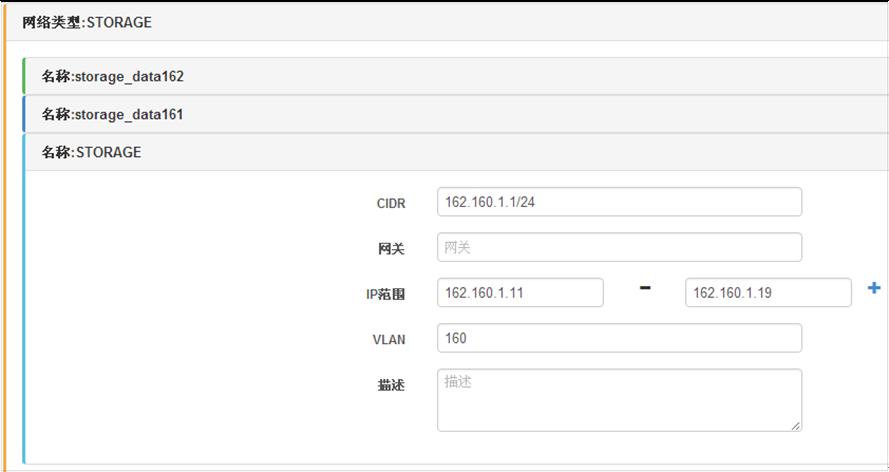 网络类型:STORAGE
名称:storage_data162
名称:storage_data161
名称:STORAGE
CIDR 162.160.1.1/24
网关 网关
IP范围 162.160.1.11 - 162.160.1.19 +
VLAN 160
描述 描述